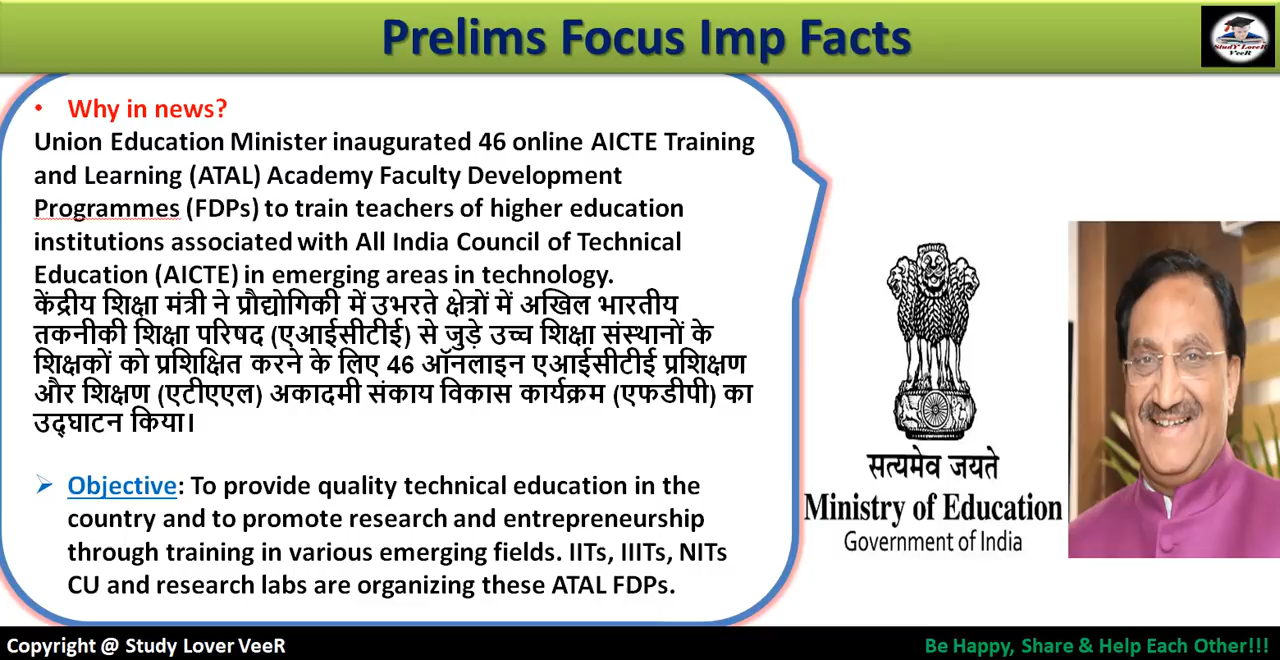 Prelims Focus Imp Facts
StudY LoveR
VeeR
• Why in news?
Union Education Minister inaugurated 46 online AICTE Training
and Learning (ATAL) Academy Faculty Development
Programmes (FDPs) to train teachers of higher education
institutions associated with All India Council of Technical
Education (AICTE) in emerging areas in technology.
केंद्रीय शिक्षा मंत्री ने प्रौद्योगिकी में उभरते क्षेत्रों में अखिल भारतीय
तकनीकी शिक्षा परिषद (एआईसीटीई) से जुड़े उच्च शिक्षा संस्थानों के
शिक्षकों को प्रशिक्षित करने के लिए 46 ऑनलाइन एआईसीटीई प्रशिक्षण
और शिक्षण (एटीएएल) अकादमी संकाय विकास कार्यक्रम (एफडीपी) का
उद्घाटन किया।
➢ Objective: To provide quality technical education in the
country and to promote research and entrepreneurship
through training in various emerging fields. IITs, IIITs, NITs
CU and research labs are organizing these ATAL FDPs.
सत्यमेव जयते
Ministry of Education
Government of India
Copyright @ Study Lover VeeR
Be Happy, Share & Help Each Other!!!